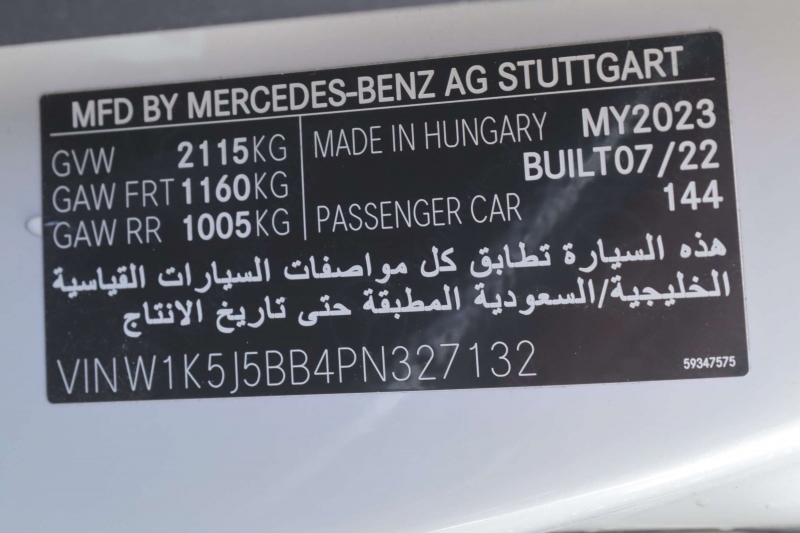 MFD BY MERCEDES-BENZ AG STUTTGART
GVW 2115KG
GAW FRT 1160KG
GAW RR 1005KG
MADE IN HUNGARY MY2023
BUILT07/22
PASSENGER CAR 144
هذه السيارة تطابق كل مواصفات السيارات القياسية
الخليجية/السعودية المطبقة حتى تاريخ الانتاج
VINW1K5J5BB4PN327132
59347575